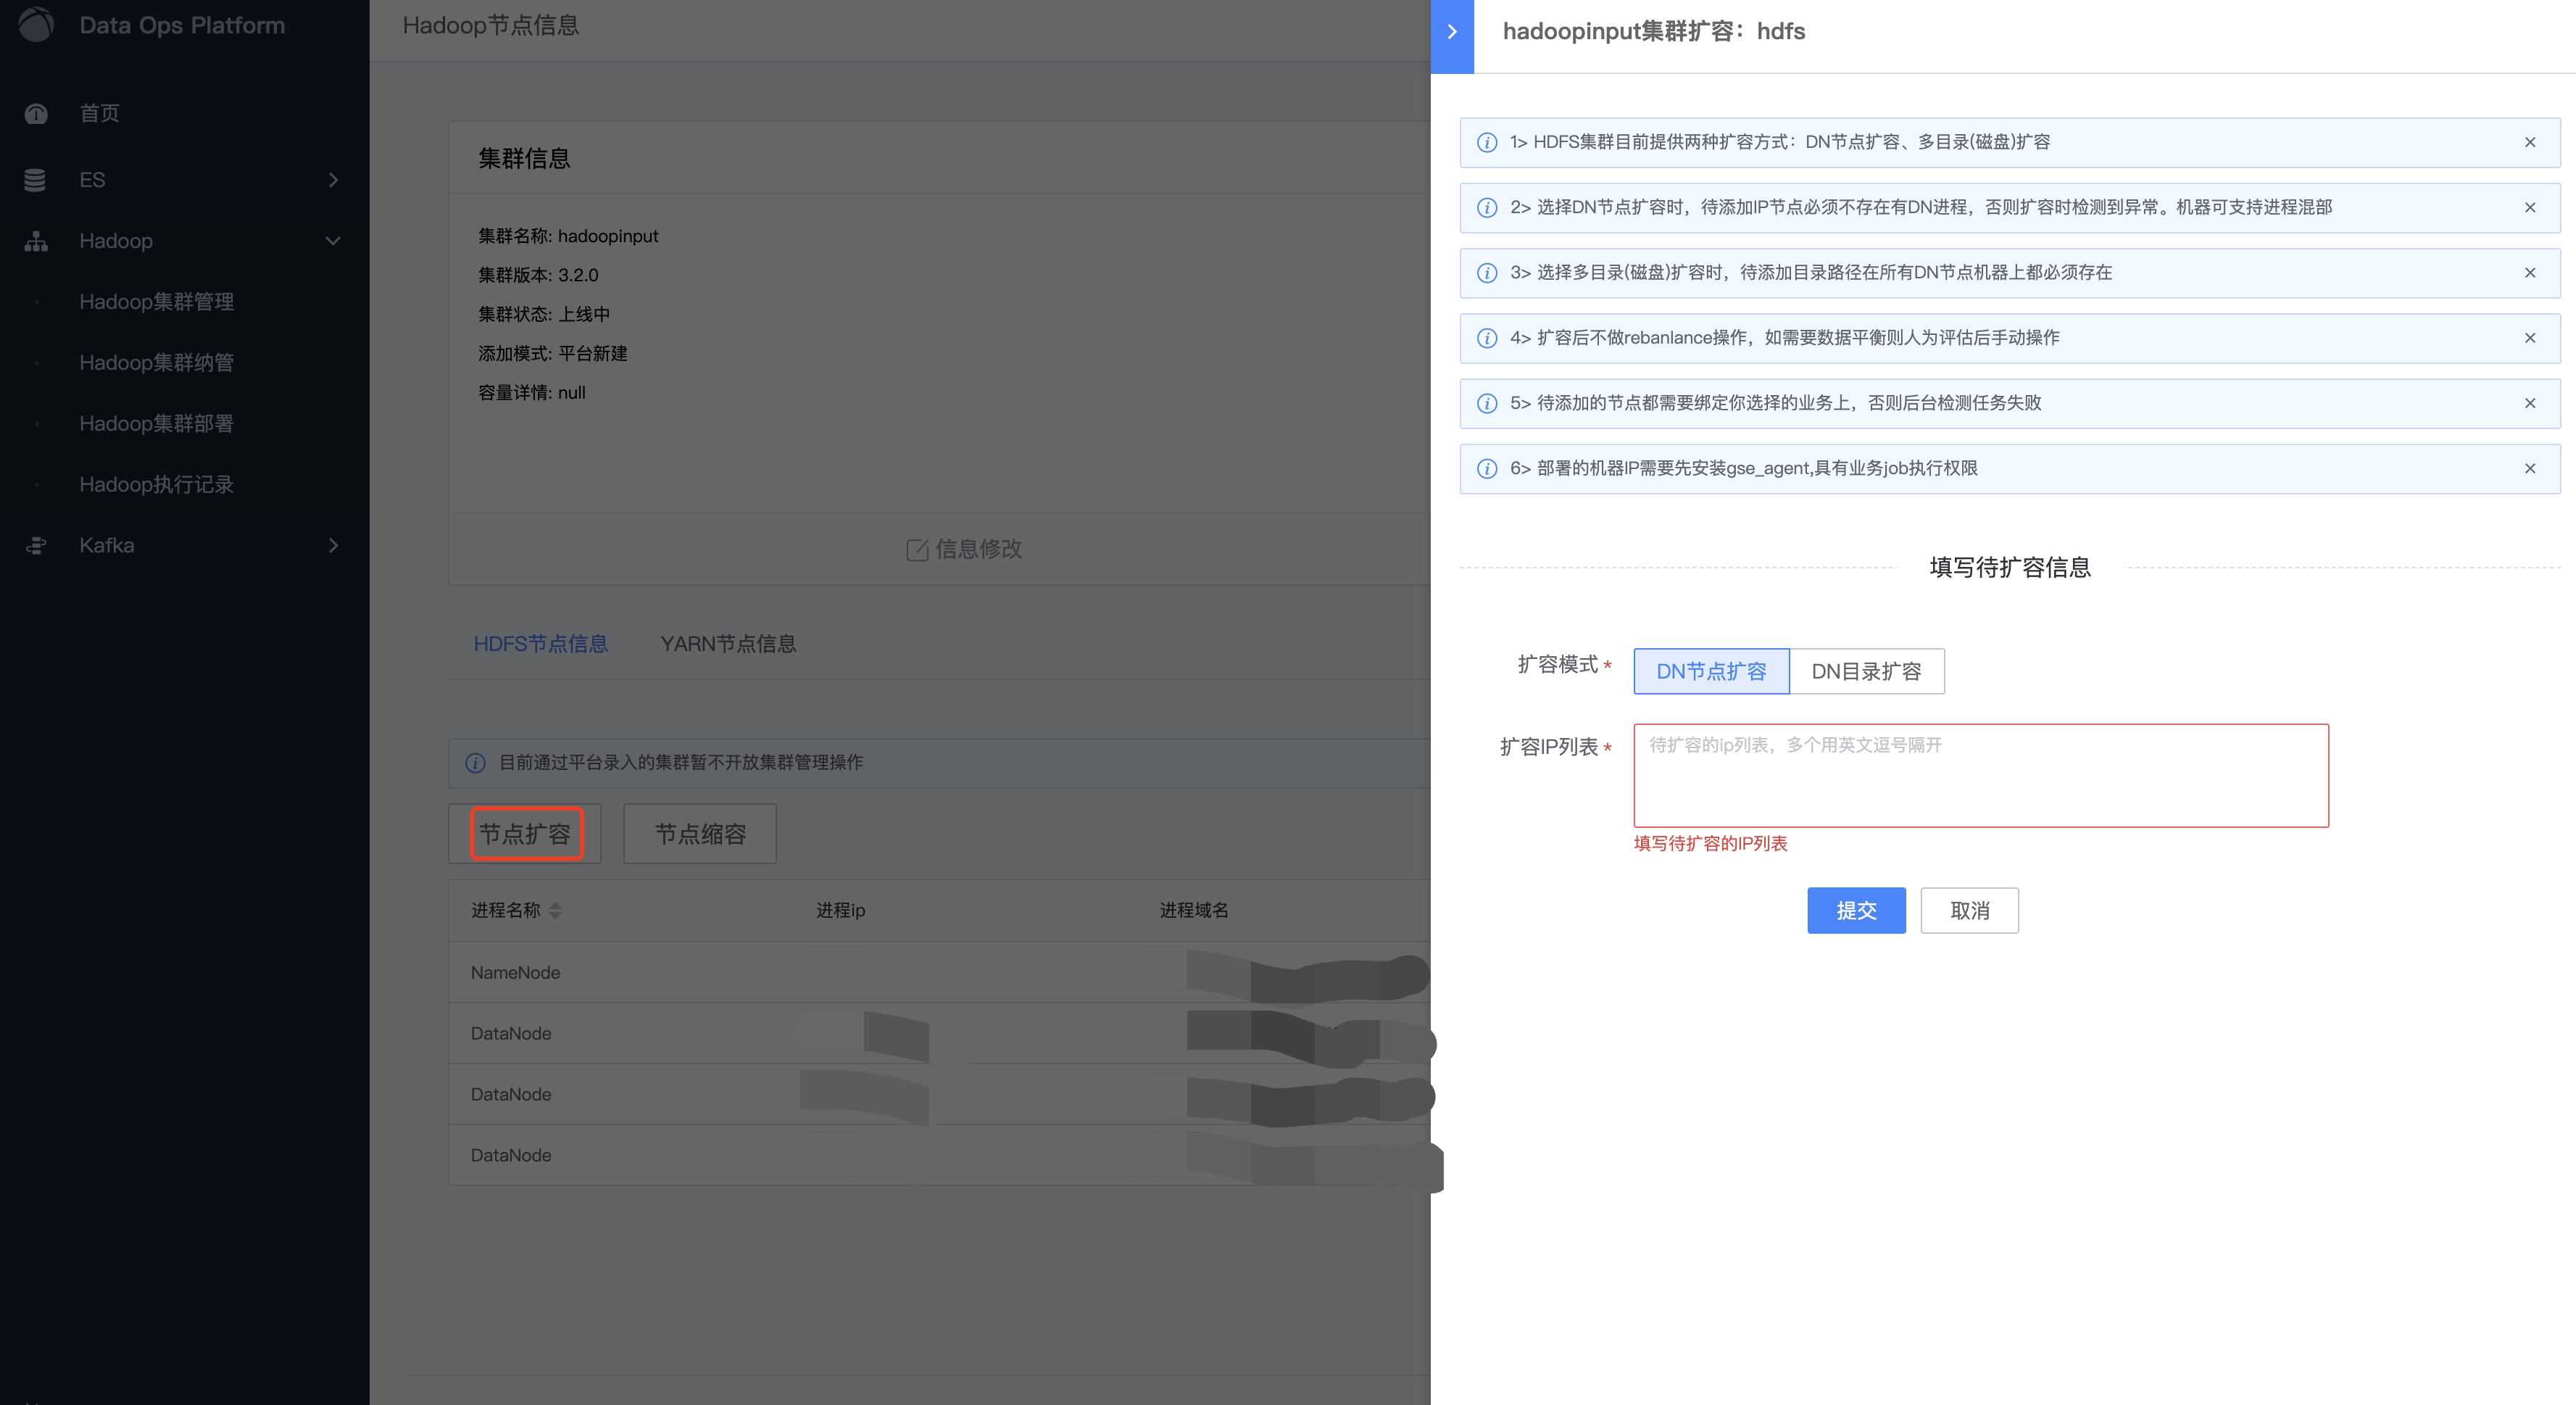 Data Ops Platform
首页
ES
Hadoop
Hadoop集群管理
Hadoop集群纳管
Hadoop集群部署
Hadoop执行记录
Kafka
Hadoop节点信息
集群信息
集群名称: hadoopinput
集群版本: 3.2.0
集群状态: 上线中
添加模式: 平台新建
容量详情: null
信息修改
HDFS节点信息 YARN节点信息
目前通过平台录入的集群暂不开放集群管理操作
节点扩容 节点缩容
进程名称 进程ip 进程域名
NameNode
DataNode
DataNode
DataNode
hadoopinput集群扩容：hdfs
1> HDFS集群目前提供两种扩容方式：DN节点扩容、多目录(磁盘)扩容
2> 选择DN节点扩容时，待添加IP节点必须不存在有DN进程，否则扩容时检测到异常。机器可支持进程混部
3> 选择多目录(磁盘)扩容时，待添加目录路径在所有DN节点机器上都必须存在
4> 扩容后不做rebanlance操作，如需要数据平衡则人为评估后手动操作
5> 待添加的节点都需要绑定你选择的业务上，否则后台检测任务失败
6> 部署的机器IP需要先安装gse_agent,具有业务job执行权限
填写待扩容信息
扩容模式* DN节点扩容 DN目录扩容
扩容IP列表* 待扩容的ip列表，多个用英文逗号隔开
填写待扩容的IP列表
提交 取消